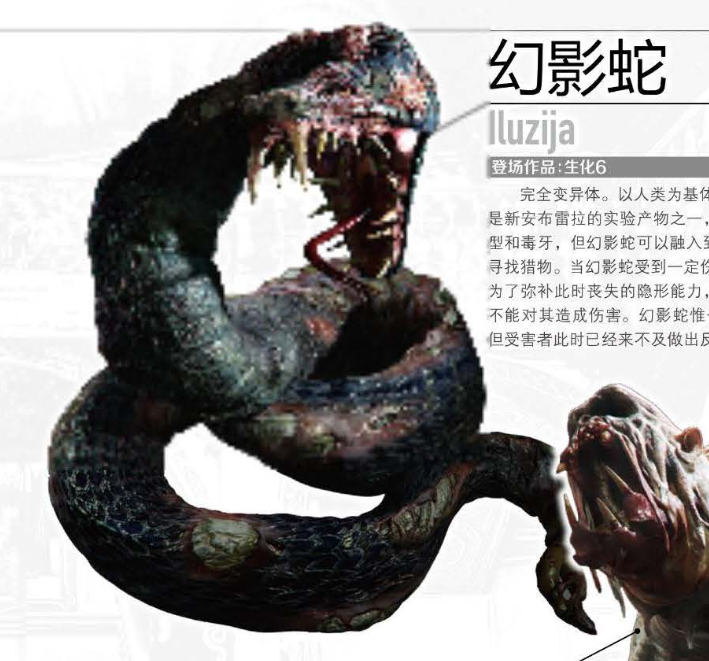 幻影蛇
Iluzija
登场作品:生化6
完全变异体。以人类为基体
是新安布雷拉的实验产物之一，
型和毒牙，但幻影蛇可以融入到
寻找猎物。当幻影蛇受到一定伤
为了弥补此时丧失的隐形能力，
不能对其造成伤害。幻影蛇惟
但受害者此时已经来不及做出反